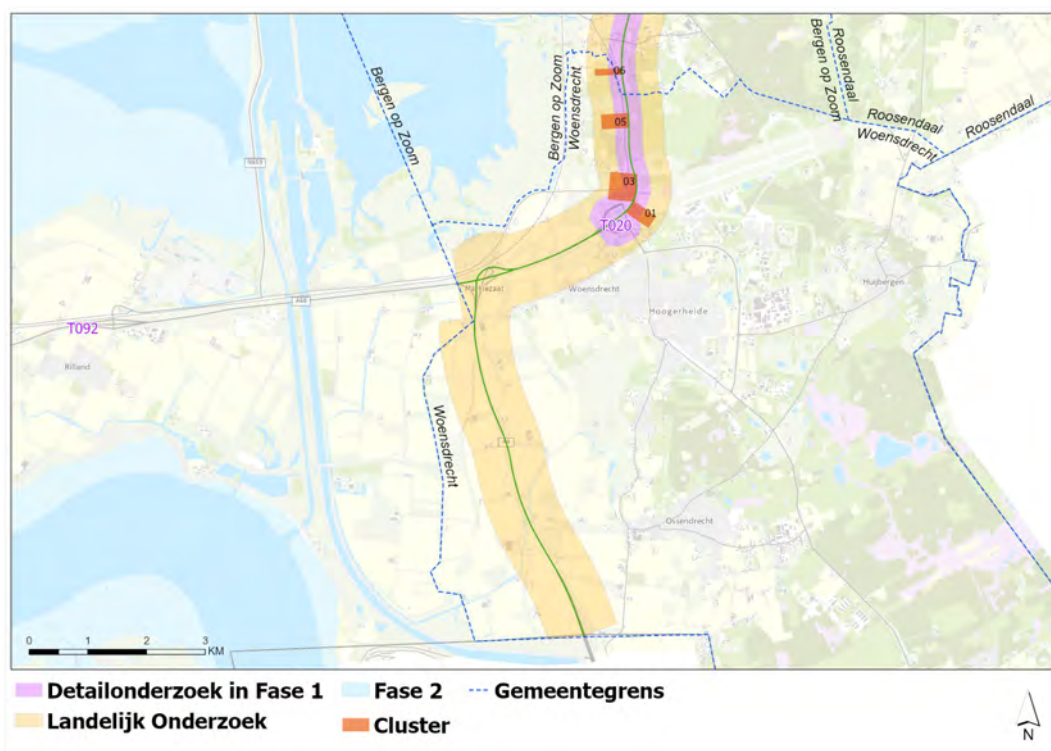 Bergen op Zoom
Bergen op Zoom
Woensdrecht
06
Roosendaal
Bergen op Zoom
Roosendaal
Woensdrecht
Roosendaal
05
03
01
T020
Woensdrecht
Hoogerheide
Huijbergen
A58
T092
Rilland
Woensdrecht
Ossendrecht
0 1 2 3
KM
Detailonderzoek in Fase 1
Fase 2
Gemeentegrens
Landelijk Onderzoek
Cluster
N